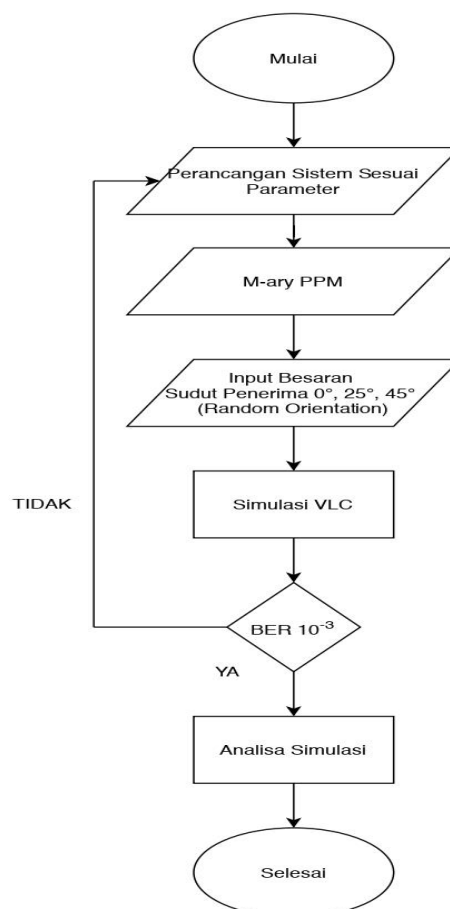 Mulai
Perancangan Sistem Sesuai
Parameter
M-ary PPM
Input Besaran
Sudut Penerima 0°, 25°, 45°
(Random Orientation)
TIDAK
Simulasi VLC
BER 10⁻³
YA
Analisa Simulasi
Selesai